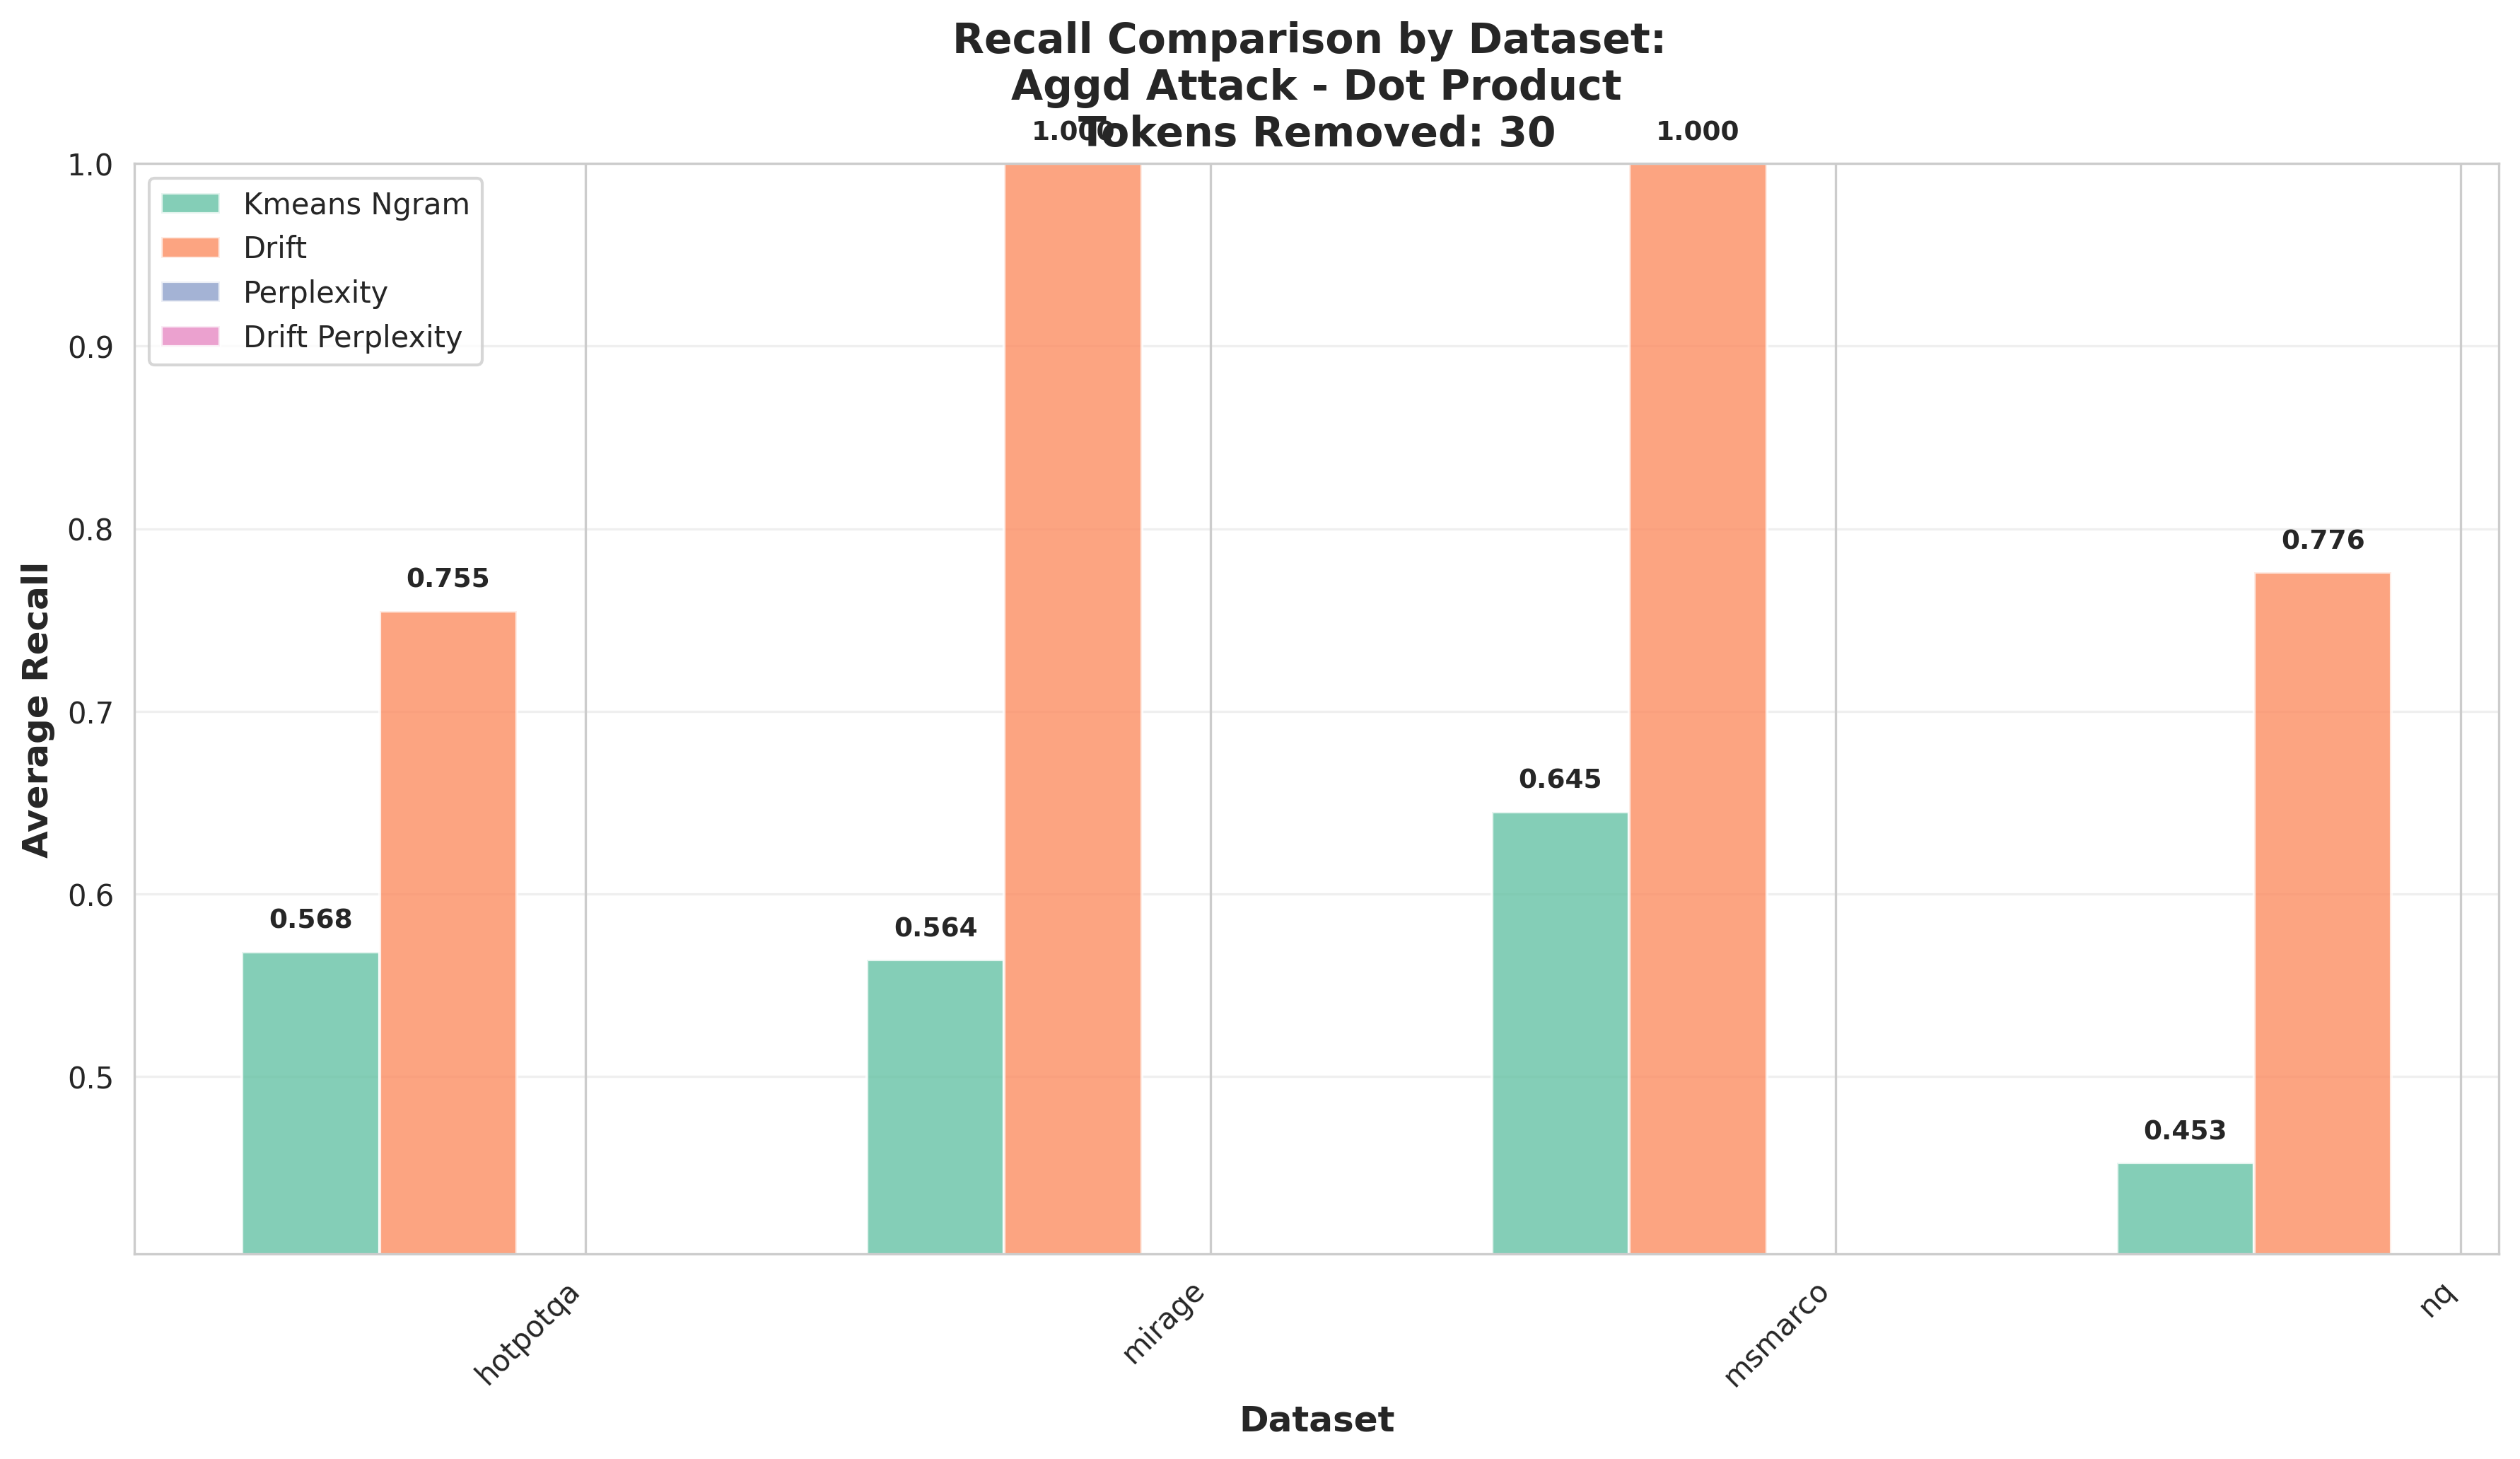 Recall Comparison by Dataset:
Aggd Attack - Dot Product
Tokens Removed: 30
1.000
1.000
1.0
0.9
0.8
0.7
0.6
0.5
Average Recall
Kmeans Ngram
Drift
Perplexity
Drift Perplexity
0.568
0.755
0.564
0.645
0.453
0.776
hotpotqa
mirage
msmarco
nq
Dataset